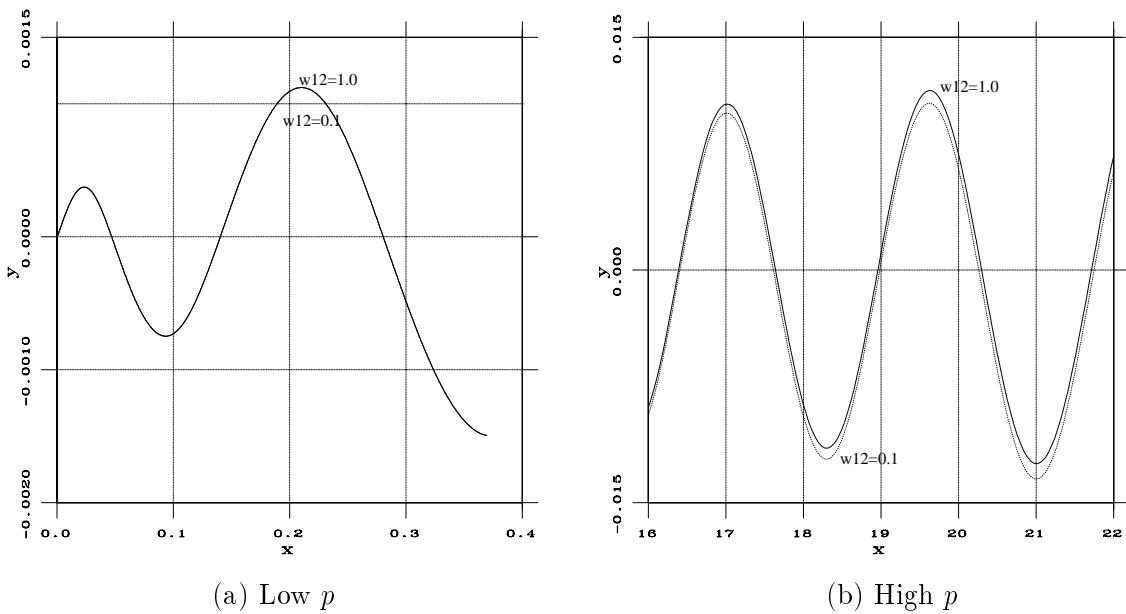 0.0015
0.0000
-0.0010
-0.0020
y
w12=1.0
w12=0.1
0.0 0.1 0.2 0.3 0.4
x
(a) Low p
0.015
0.000
-0.015
y
w12=1.0
w12=0.1
16 17 18 19 20 21 22
x
(b) High p